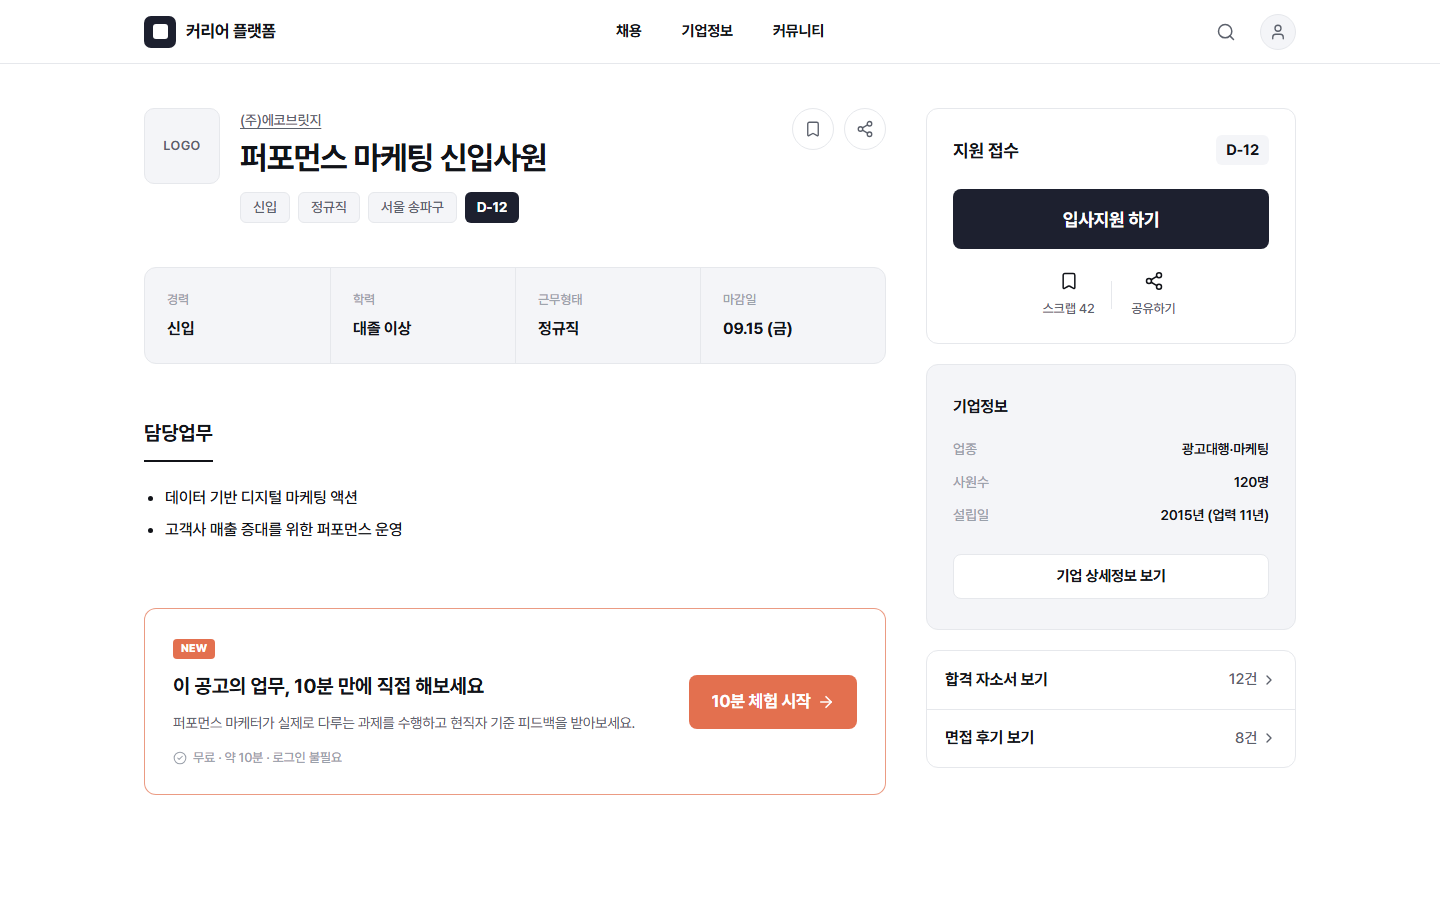 커리어 플랫폼
채용
기업정보
커뮤니티
LOGO
(주)에코브릿지
퍼포먼스 마케팅 신입사원
신입
정규직
서울 송파구
D-12
경력
신입
학력
대졸 이상
근무형태
정규직
마감일
09.15 (금)
담당업무
• 데이터 기반 디지털 마케팅 액션
• 고객사 매출 증대를 위한 퍼포먼스 운영
NEW
이 공고의 업무, 10분 만에 직접 해보세요
퍼포먼스 마케터가 실제로 다루는 과제를 수행하고 현직자 기준 피드백을 받아보세요.
무료 · 약 10분 · 로그인 불필요
10분 체험 시작 →
지원 접수
D-12
입사지원 하기
스크랩 42
공유하기
기업정보
업종
광고대행·마케팅
사원수
120명
설립일
2015년 (업력 11년)
기업 상세정보 보기
합격 자소서 보기
12건
면접 후기 보기
8건